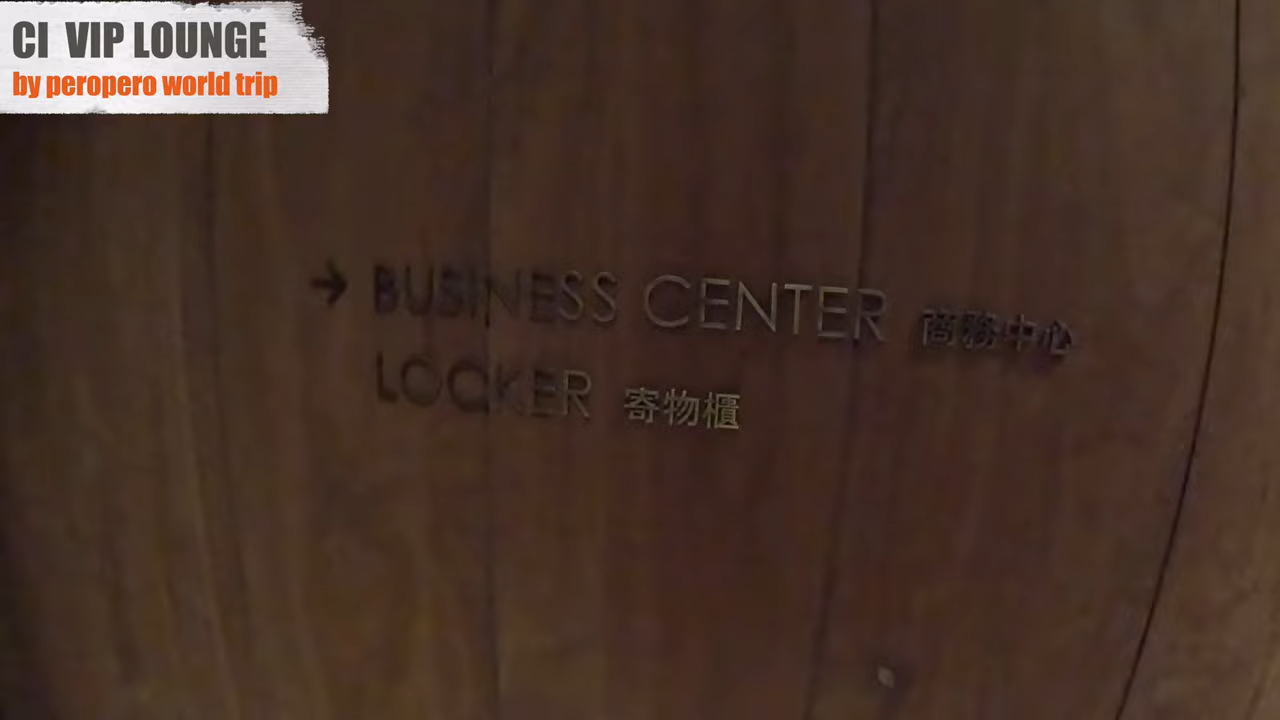 CI VIP LOUNGE
by peropero world trip
→ BUSINESS CENTER 商務中心
LOCKER 寄物櫃